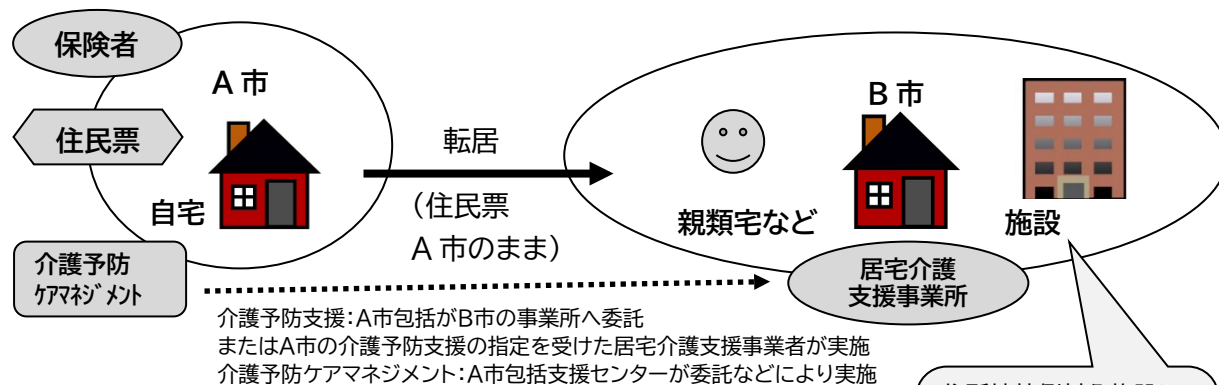 保険者
A 市
住民票
自宅
介護予防
ｹｱﾏﾈｼﾞﾒﾝﾄ
転居
(住民票
A 市のまま)
B 市
親類宅など
施設
居宅介護
支援事業所
介護予防支援:A市包括がB市の事業所へ委託
またはA市の介護予防支援の指定を受けた居宅介護支援事業者が実施
介護予防ケアマネジメント:A市包括支援センターが委託などにより実施